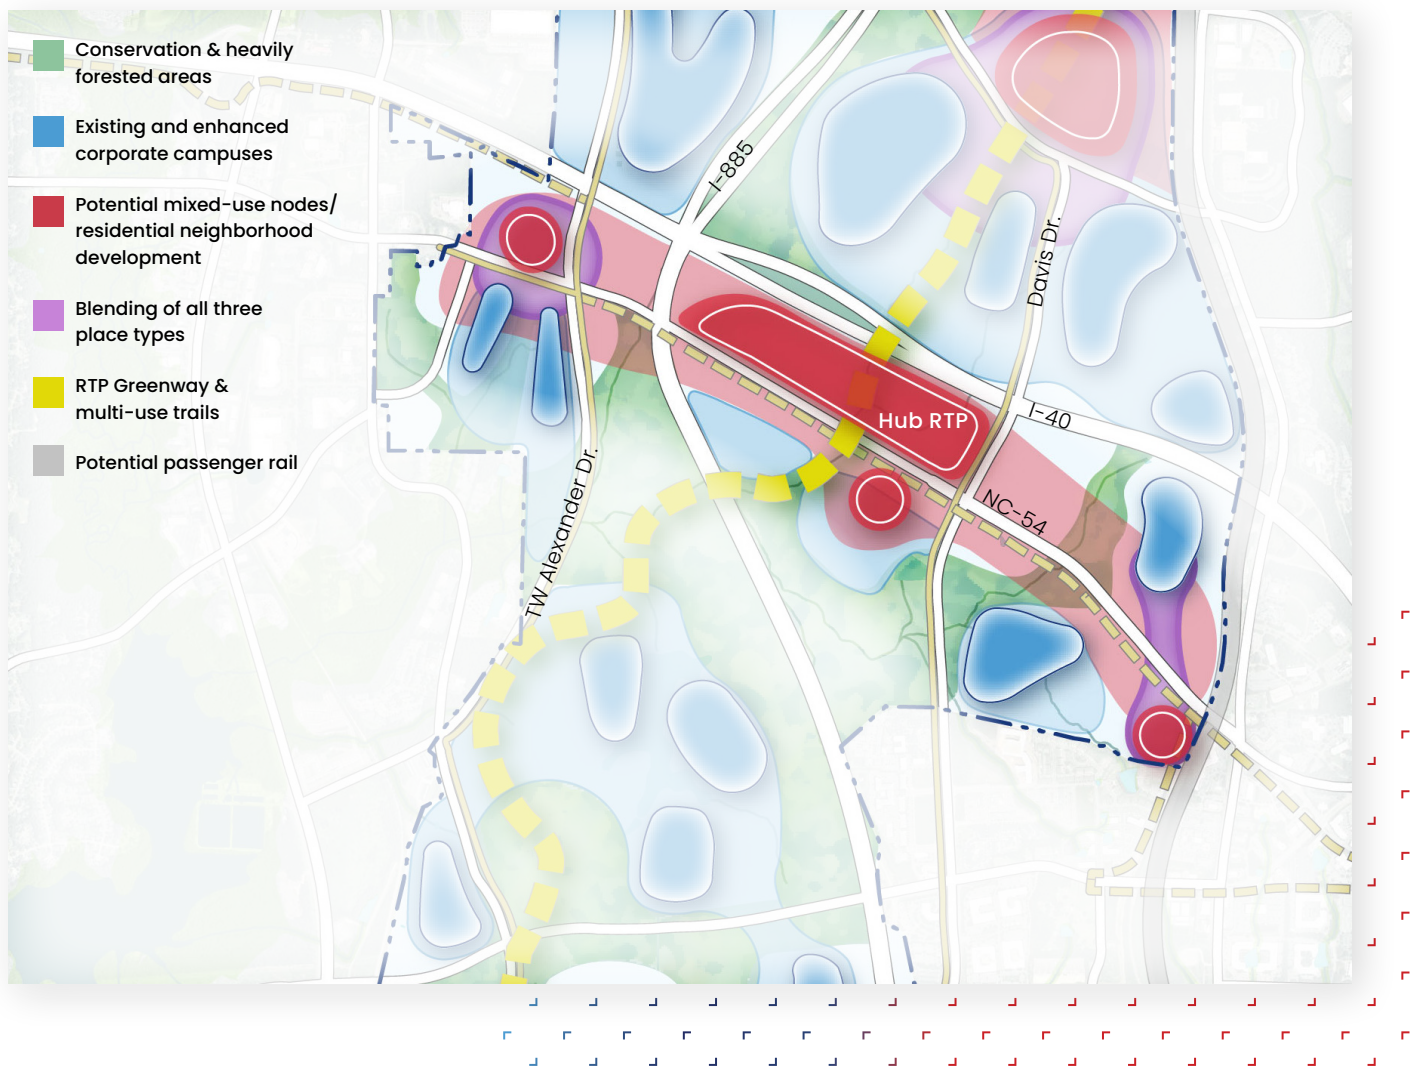 Conservation & heavily
forested areas
Existing and enhanced
corporate campuses
Potential mixed-use nodes/
residential neighborhood
development
Blending of all three
place types
RTP Greenway &
multi-use trails
Potential passenger rail
I-885
Davis Dr.
Hub RTP
I-40
NC-54
TW Alexander Dr.